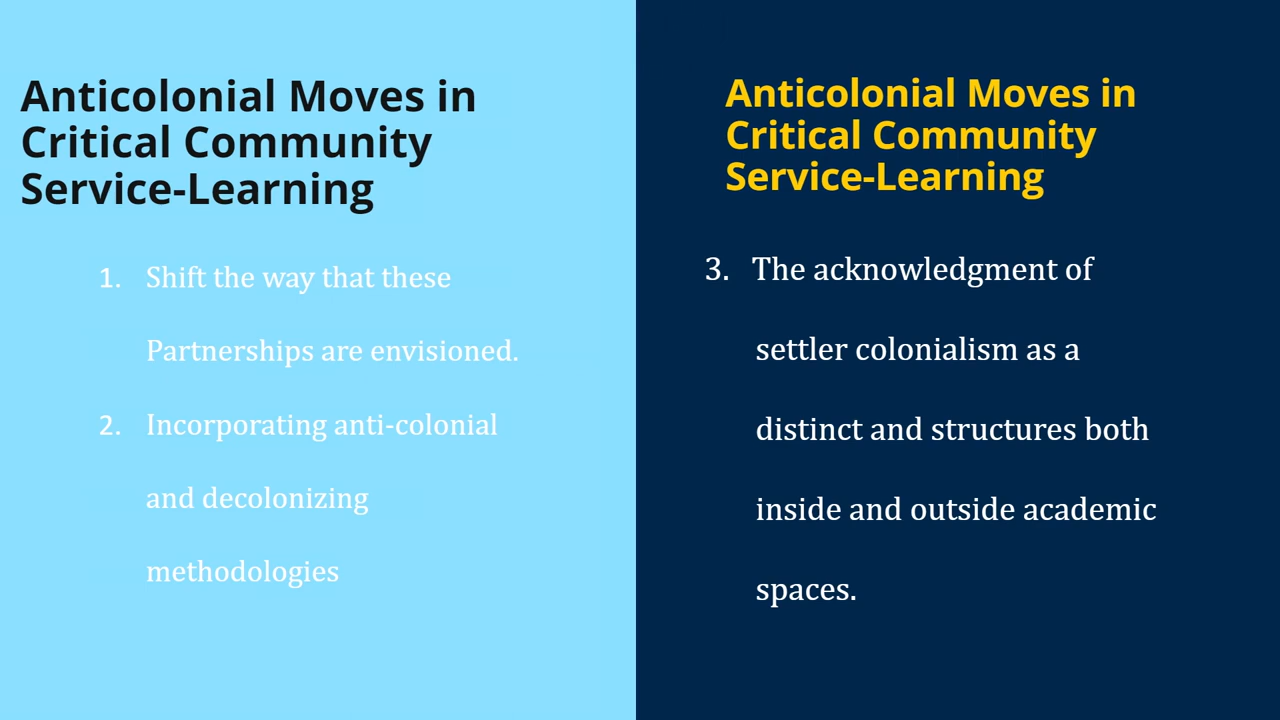 Anticolonial Moves in
Critical Community
Service-Learning
1. Shift the way that these
Partnerships are envisioned.
2. Incorporating anti-colonial
and decolonizing
methodologies
Anticolonial Moves in
Critical Community
Service-Learning
3. The acknowledgment of
settler colonialism as a
distinct and structures both
inside and outside academic
spaces.